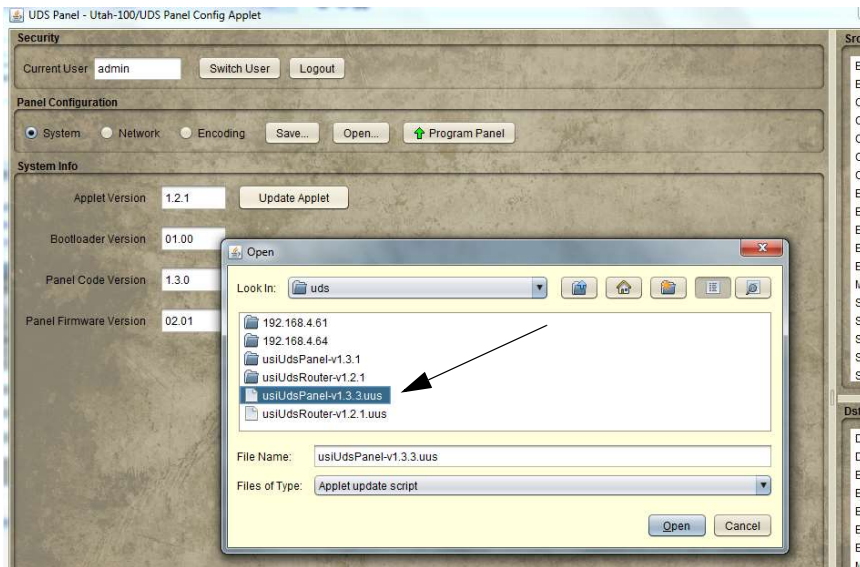 UDS Panel - Utah-100/UDS Panel Config Applet
Security
Current User admin Switch User Logout
Panel Configuration
System Network Encoding Save... Open... Program Panel
System Info
Applet Version 1.2.1 Update Applet
Bootloader Version 01.00
Panel Code Version 1.3.0
Panel Firmware Version 02.01
Open
Look In: uds
192.168.4.61
192.168.4.64
usiUdsPanel-v1.3.1
usiUdsRouter-v1.2.1
usiUdsPanel-v1.3.3.uus
usiUdsRouter-v1.2.1.uus
File Name: usiUdsPanel-v1.3.3.uus
Files of Type: Applet update script
Open Cancel